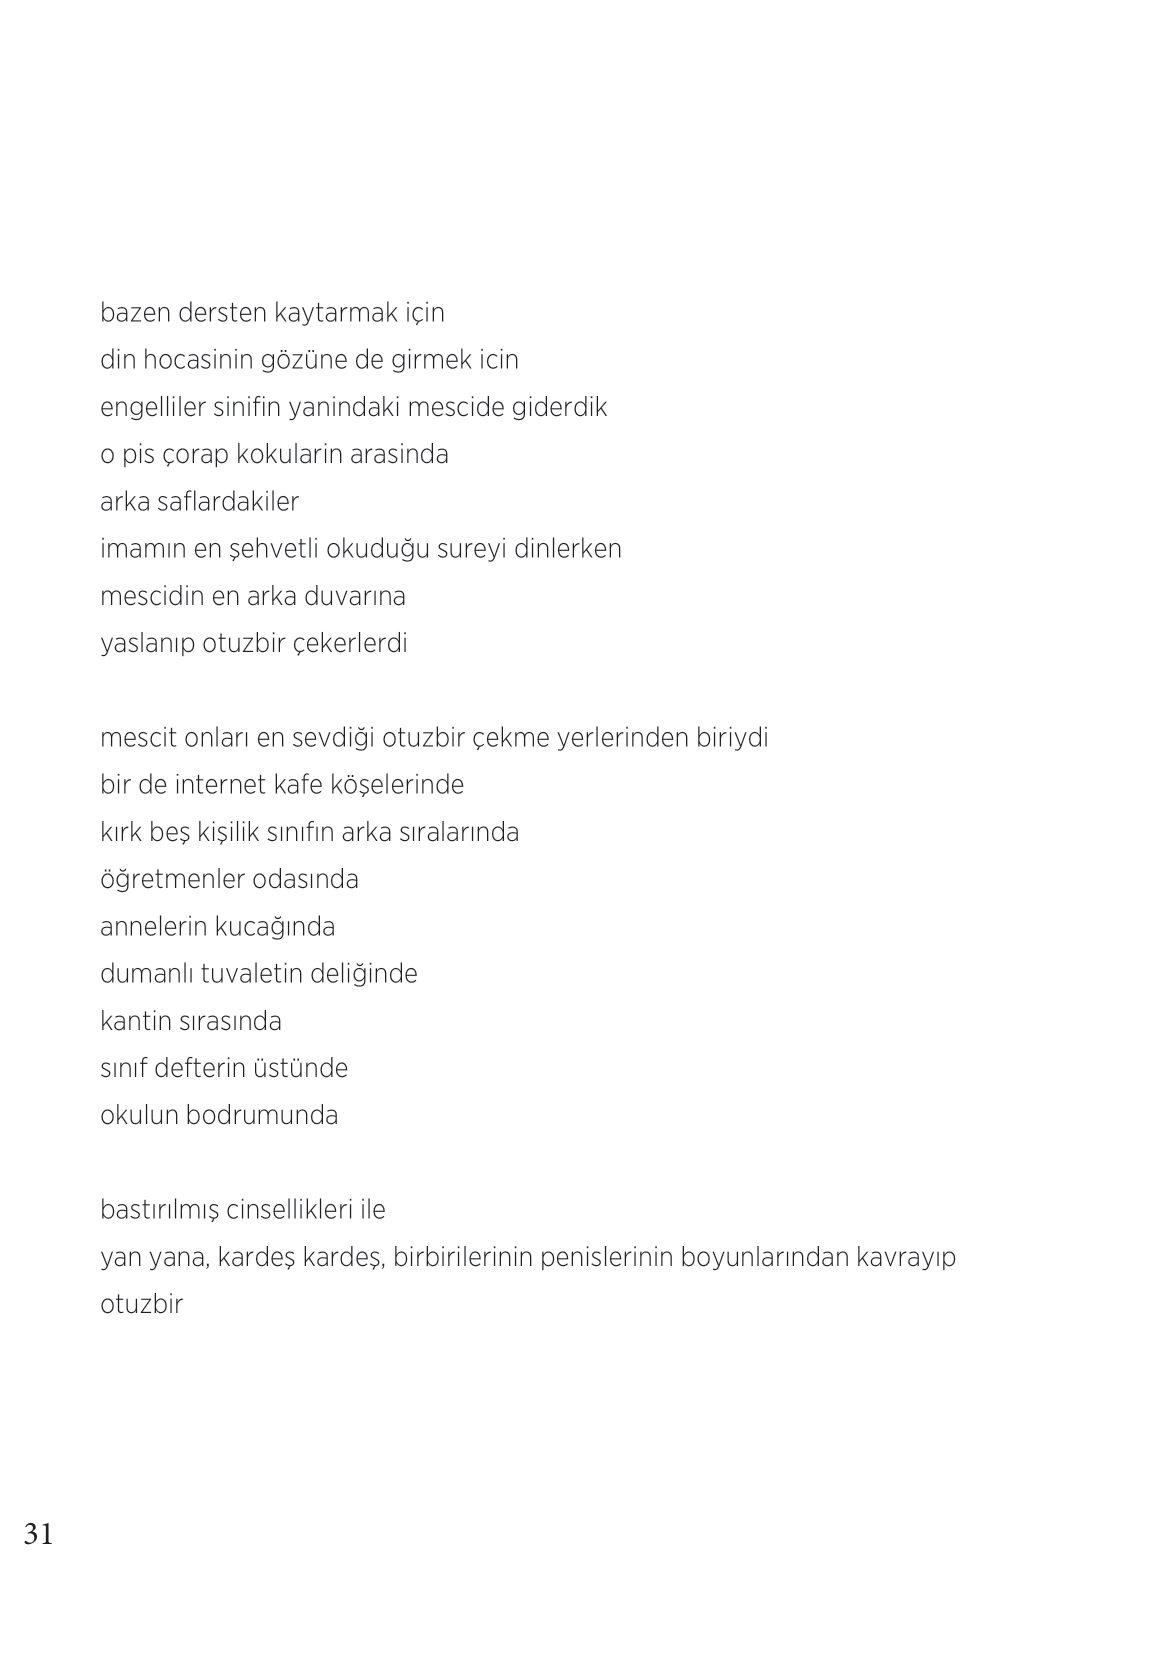 bazen dersten kaytarmak için
din hocasinin gözüne de girmek icin
engelliler sinifin yanindaki mescide giderdik
o pis çorap kokularin arasinda
arka saflardakiler
imamın en şehvetli okuduğu sureyi dinlerken
mescidin en arka duvarına
yaslanıp otuzbir çekerlerdi
mescit onları en sevdiği otuzbir çekme yerlerinden biriydi
bir de internet kafe köşelerinde
kırk beş kişilik sınıfın arka sıralarında
öğretmenler odasında
annelerin kucağında
dumanlı tuvaletin deliğinde
kantin sırasında
sınıf defterin üstünde
okulun bodrumunda
bastırılmış cinsellikleri ile
yan yana, kardeş kardeş, birbirilerinin penislerinin boyunlarından kavrayıp
otuzbir
31